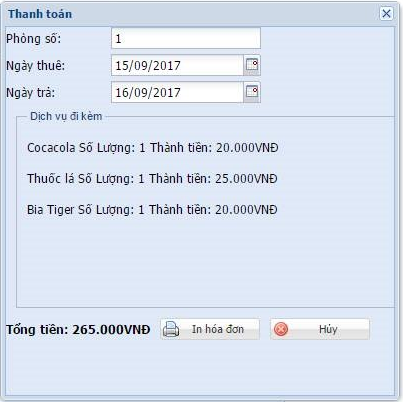 Thanh toán
Phòng số: 1
Ngày thuê: 15/09/2017
Ngày trả: 16/09/2017
Dịch vụ đi kèm
Cocacola Số Lượng: 1 Thành tiền: 20.000VNĐ
Thuốc lá Số Lượng: 1 Thành tiền: 25.000VNĐ
Bia Tiger Số Lượng: 1 Thành tiền: 20.000VNĐ
Tổng tiền: 265.000VNĐ In hóa đơn Hủy